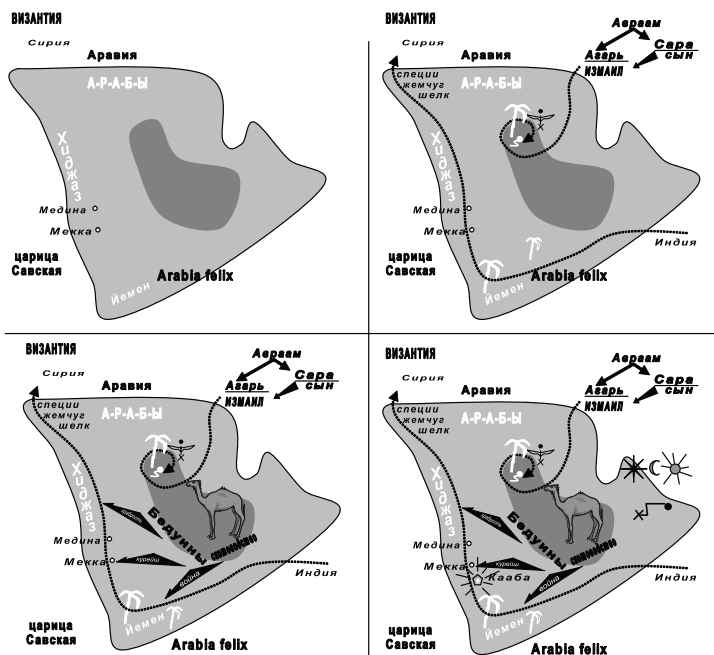 ВИЗАНТИЯ
Сирия
Аравия
А-Р-А-Б-Ы
Хиджаз
Медина
Мекка
царица
Савская
Arabia felix
Йемен
ВИЗАНТИЯ
Авраам
Сирия
Аравия
Агарь
Сара
ИЗМАИЛ
сын
специи
жемчуг
шелк
А-Р-А-Б-Ы
Хиджаз
Медина
Мекка
Индия
царица
Савская
Arabia felix
Йемен
ВИЗАНТИЯ
Авраам
Сирия
Аравия
Агарь
Сара
ИЗМАИЛ
сын
специи
жемчуг
шелк
А-Р-А-Б-Ы
Хиджаз
Бедуины
Медина
Мекка
курейш
война
Индия
Йемен
царица
Савская
Arabia felix
ВИЗАНТИЯ
Авраам
Сирия
Аравия
Агарь
Сара
ИЗМАИЛ
сын
специи
жемчуг
шелк
А-Р-А-Б-Ы
Хиджаз
Бедуины
Медина
Мекка
курейш
Кааба
война
Индия
Йемен
царица
Савская
Arabia felix